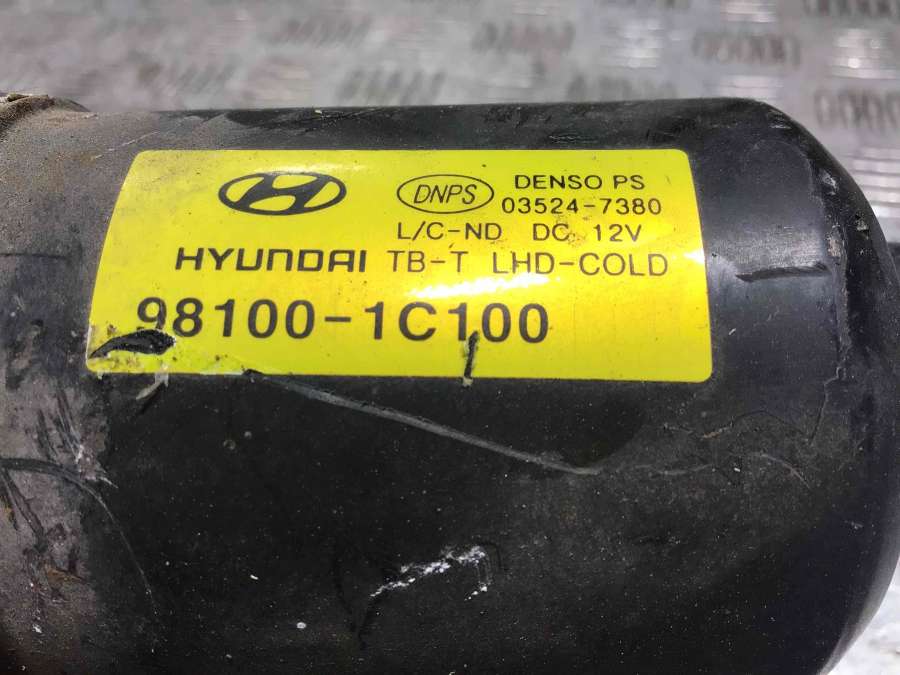 DNPS DENSO PS
03524-7380
L/C-ND DC 12V
HYUNDAI TB-T LHD-COLD
98100-1C100